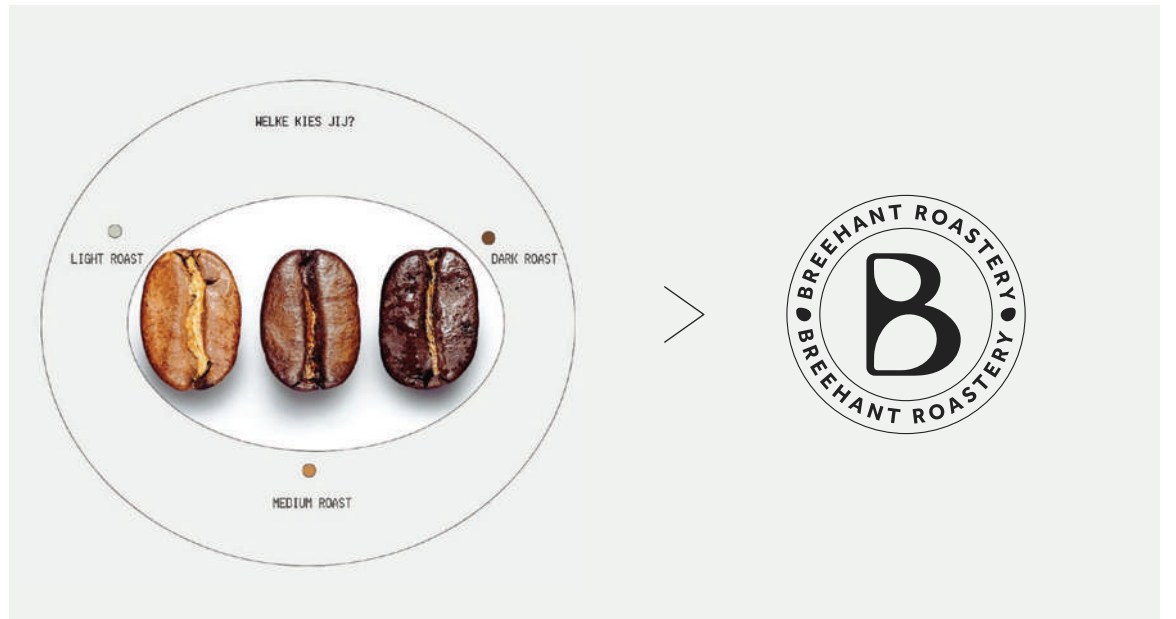 WELKE KIES JIJ?
LIGHT ROAST
DARK ROAST
MEDIUM ROAST
BREEHANT ROASTERY
B
BREEHANT ROASTERY